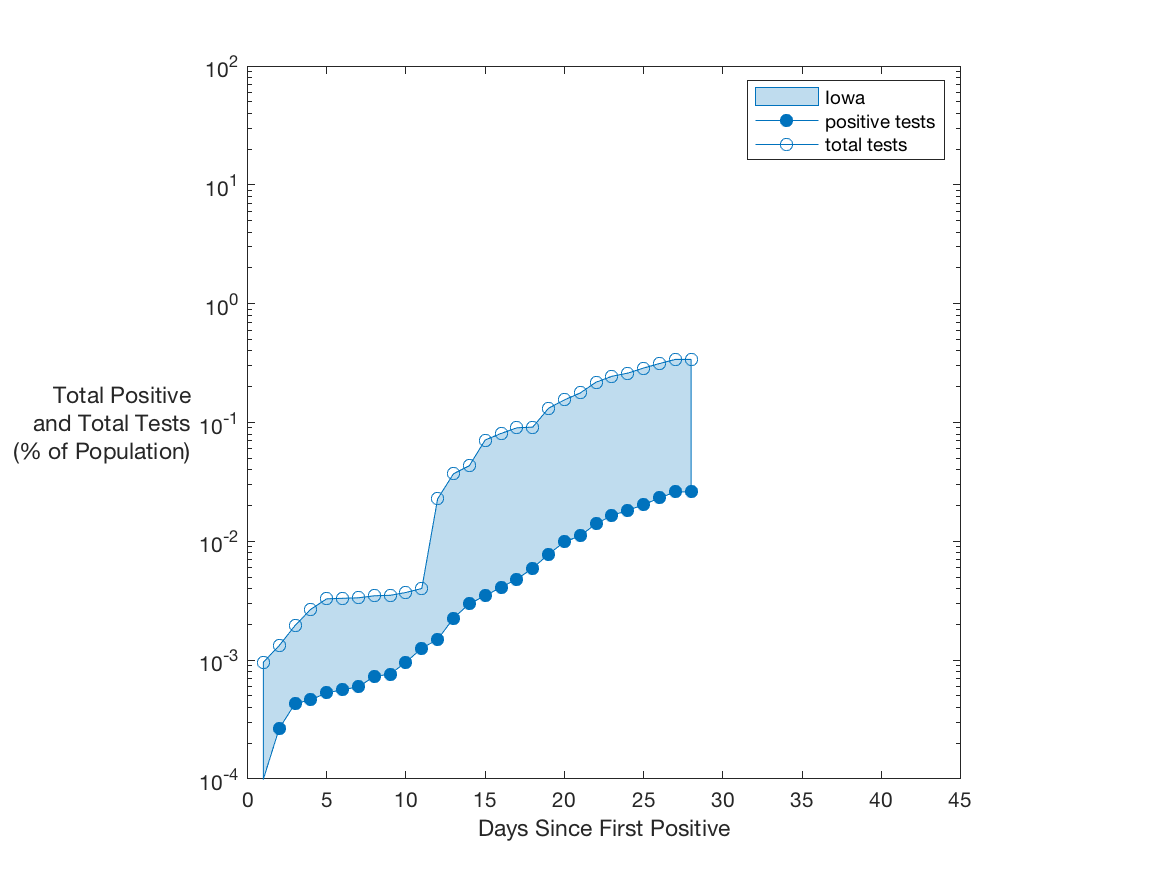 10^2
10^1
10^0
10^-1
10^-2
10^-3
10^-4
Total Positive
and Total Tests
(% of Population)
Iowa
positive tests
total tests
0 5 10 15 20 25 30 35 40 45
Days Since First Positive